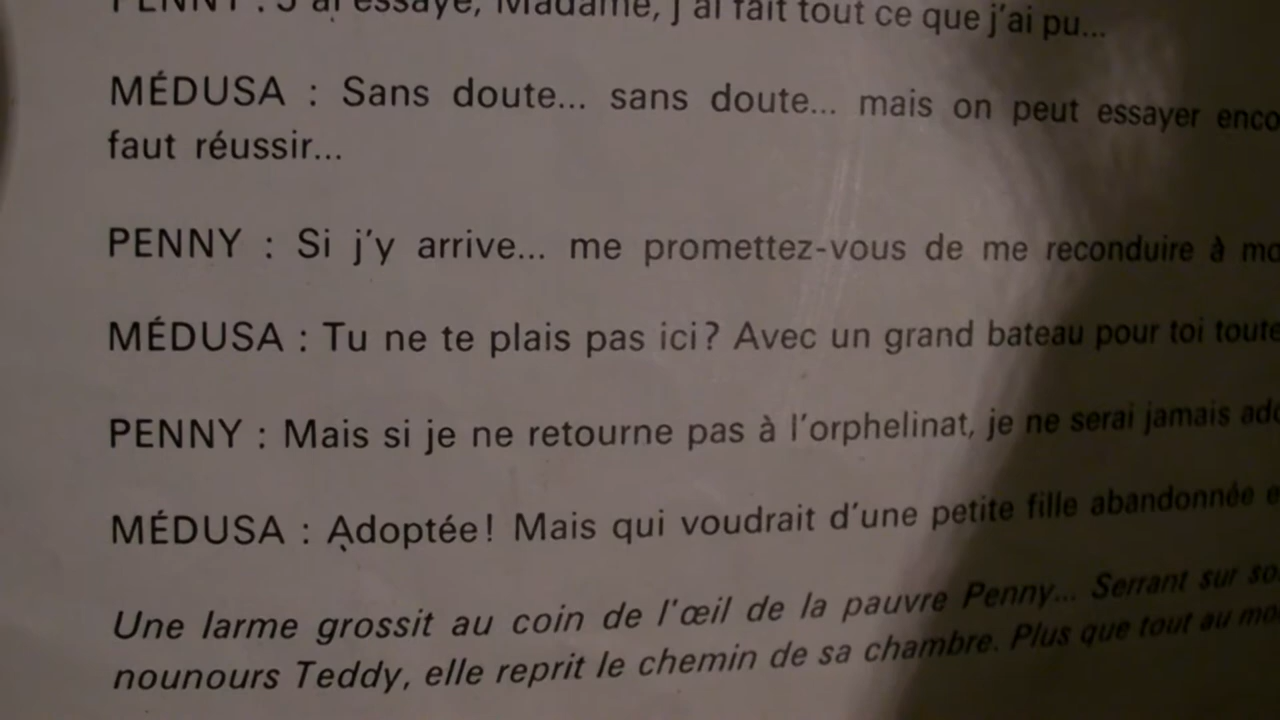 PENNY : J'ai essayé, Madame, j'ai fait tout ce que j'ai pu...
MÉDUSA : Sans doute... sans doute... mais on peut essayer
faut réussir...
PENNY : Si j'y arrive... me promettez-vous de me reconduire à
MÉDUSA : Tu ne te plais pas ici? Avec un grand bateau pour toi
PENNY : Mais si je ne retourne pas à l'orphelinat, je ne serai jamais
MÉDUSA : Adoptée! Mais qui voudrait d'une petite fille abandonnée
Une larme grossit au coin de l'œil de la pauvre Penny... Serrant sur
nounours Teddy, elle reprit le chemin de sa chambre. Plus que tout au